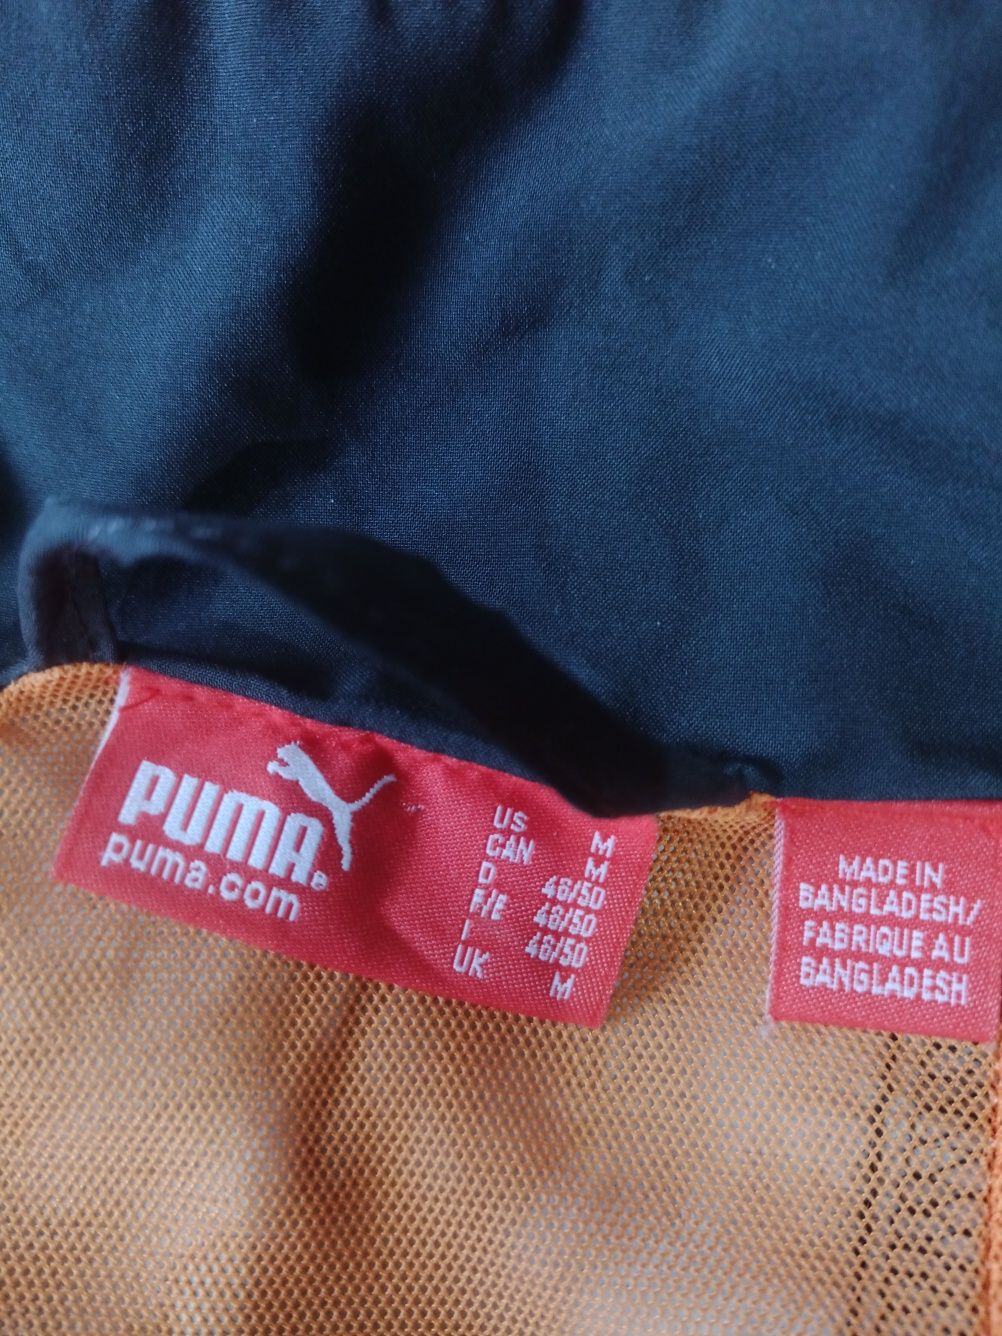 PUMA®
puma.com
US M
CAN M
D 48/50
F/E 48/50
I 48/50
UK M
MADE IN
BANGLADESH/
FABRIQUE AU
BANGLADESH